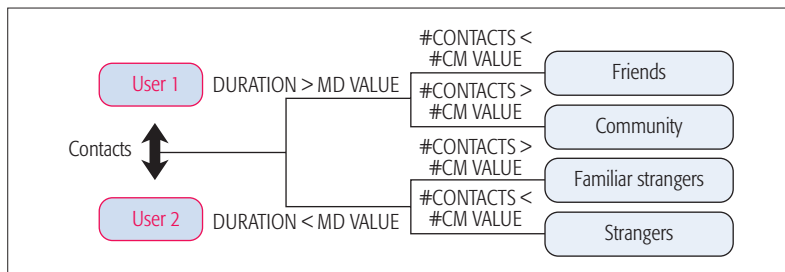 User 1
DURATION > MD VALUE
#CONTACTS <
#CM VALUE
Friends
#CONTACTS >
#CM VALUE
Community
Contacts
#CONTACTS >
#CM VALUE
Familiar strangers
User 2
DURATION < MD VALUE
#CONTACTS <
#CM VALUE
Strangers